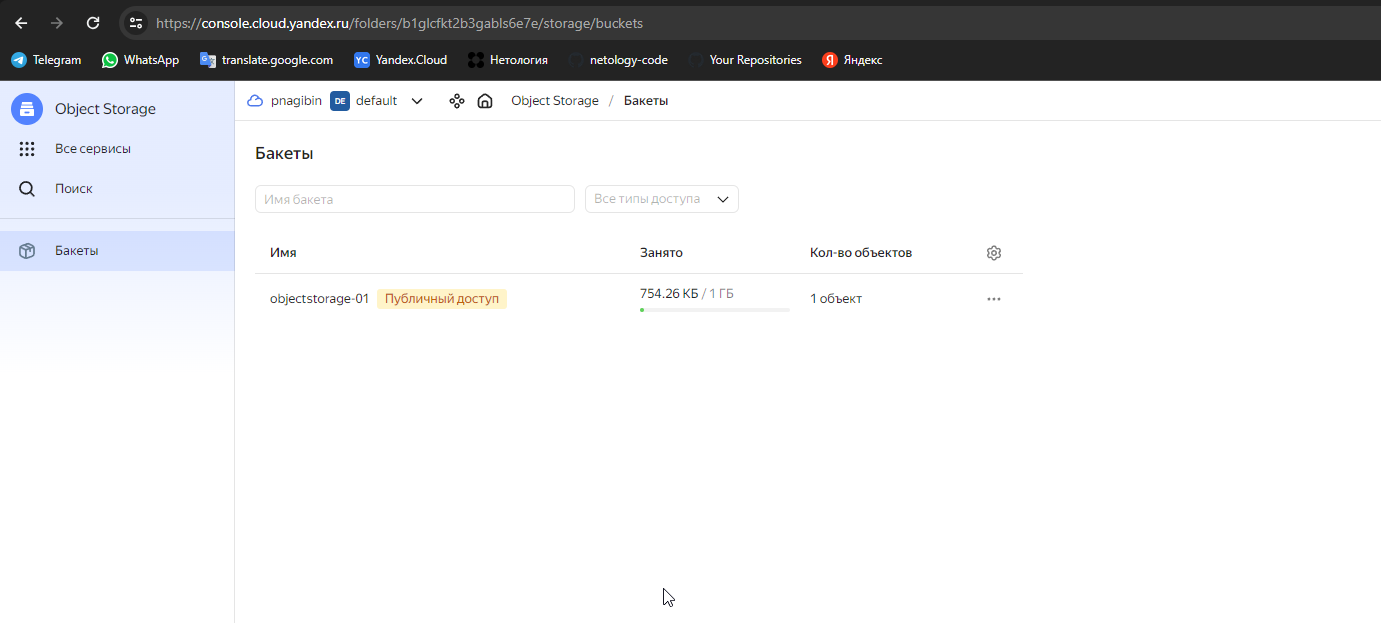 https://console.cloud.yandex.ru/folders/b1glcfkt2b3gabls6e7e/storage/buckets
Telegram WhatsApp translate.google.com YC Yandex.Cloud Нетология netology-code Your Repositories Я Яндекс
Object Storage
Все сервисы
Поиск
Бакеты
pnagibin DE default Object Storage / Бакеты
Бакеты
Имя бакета Все типы доступа
Имя Занято Кол-во объектов
objectstorage-01 Публичный доступ 754.26 КБ / 1 ГБ 1 объект